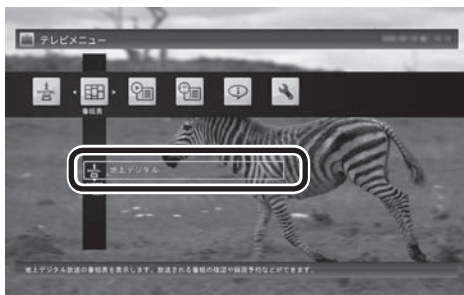 テレビメニュー
番組表
地上デジタル
地上デジタル放送の番組表を表示します。放送される番組の確認や録画予約などができます。